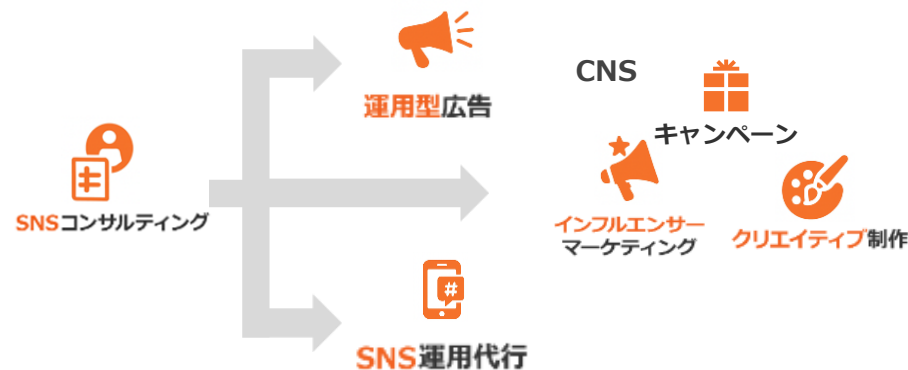 CNS
運用型広告
キャンペーン
SNSコンサルティング
インフルエンサー
マーケティング
クリエイティブ制作
#
SNS運用代行